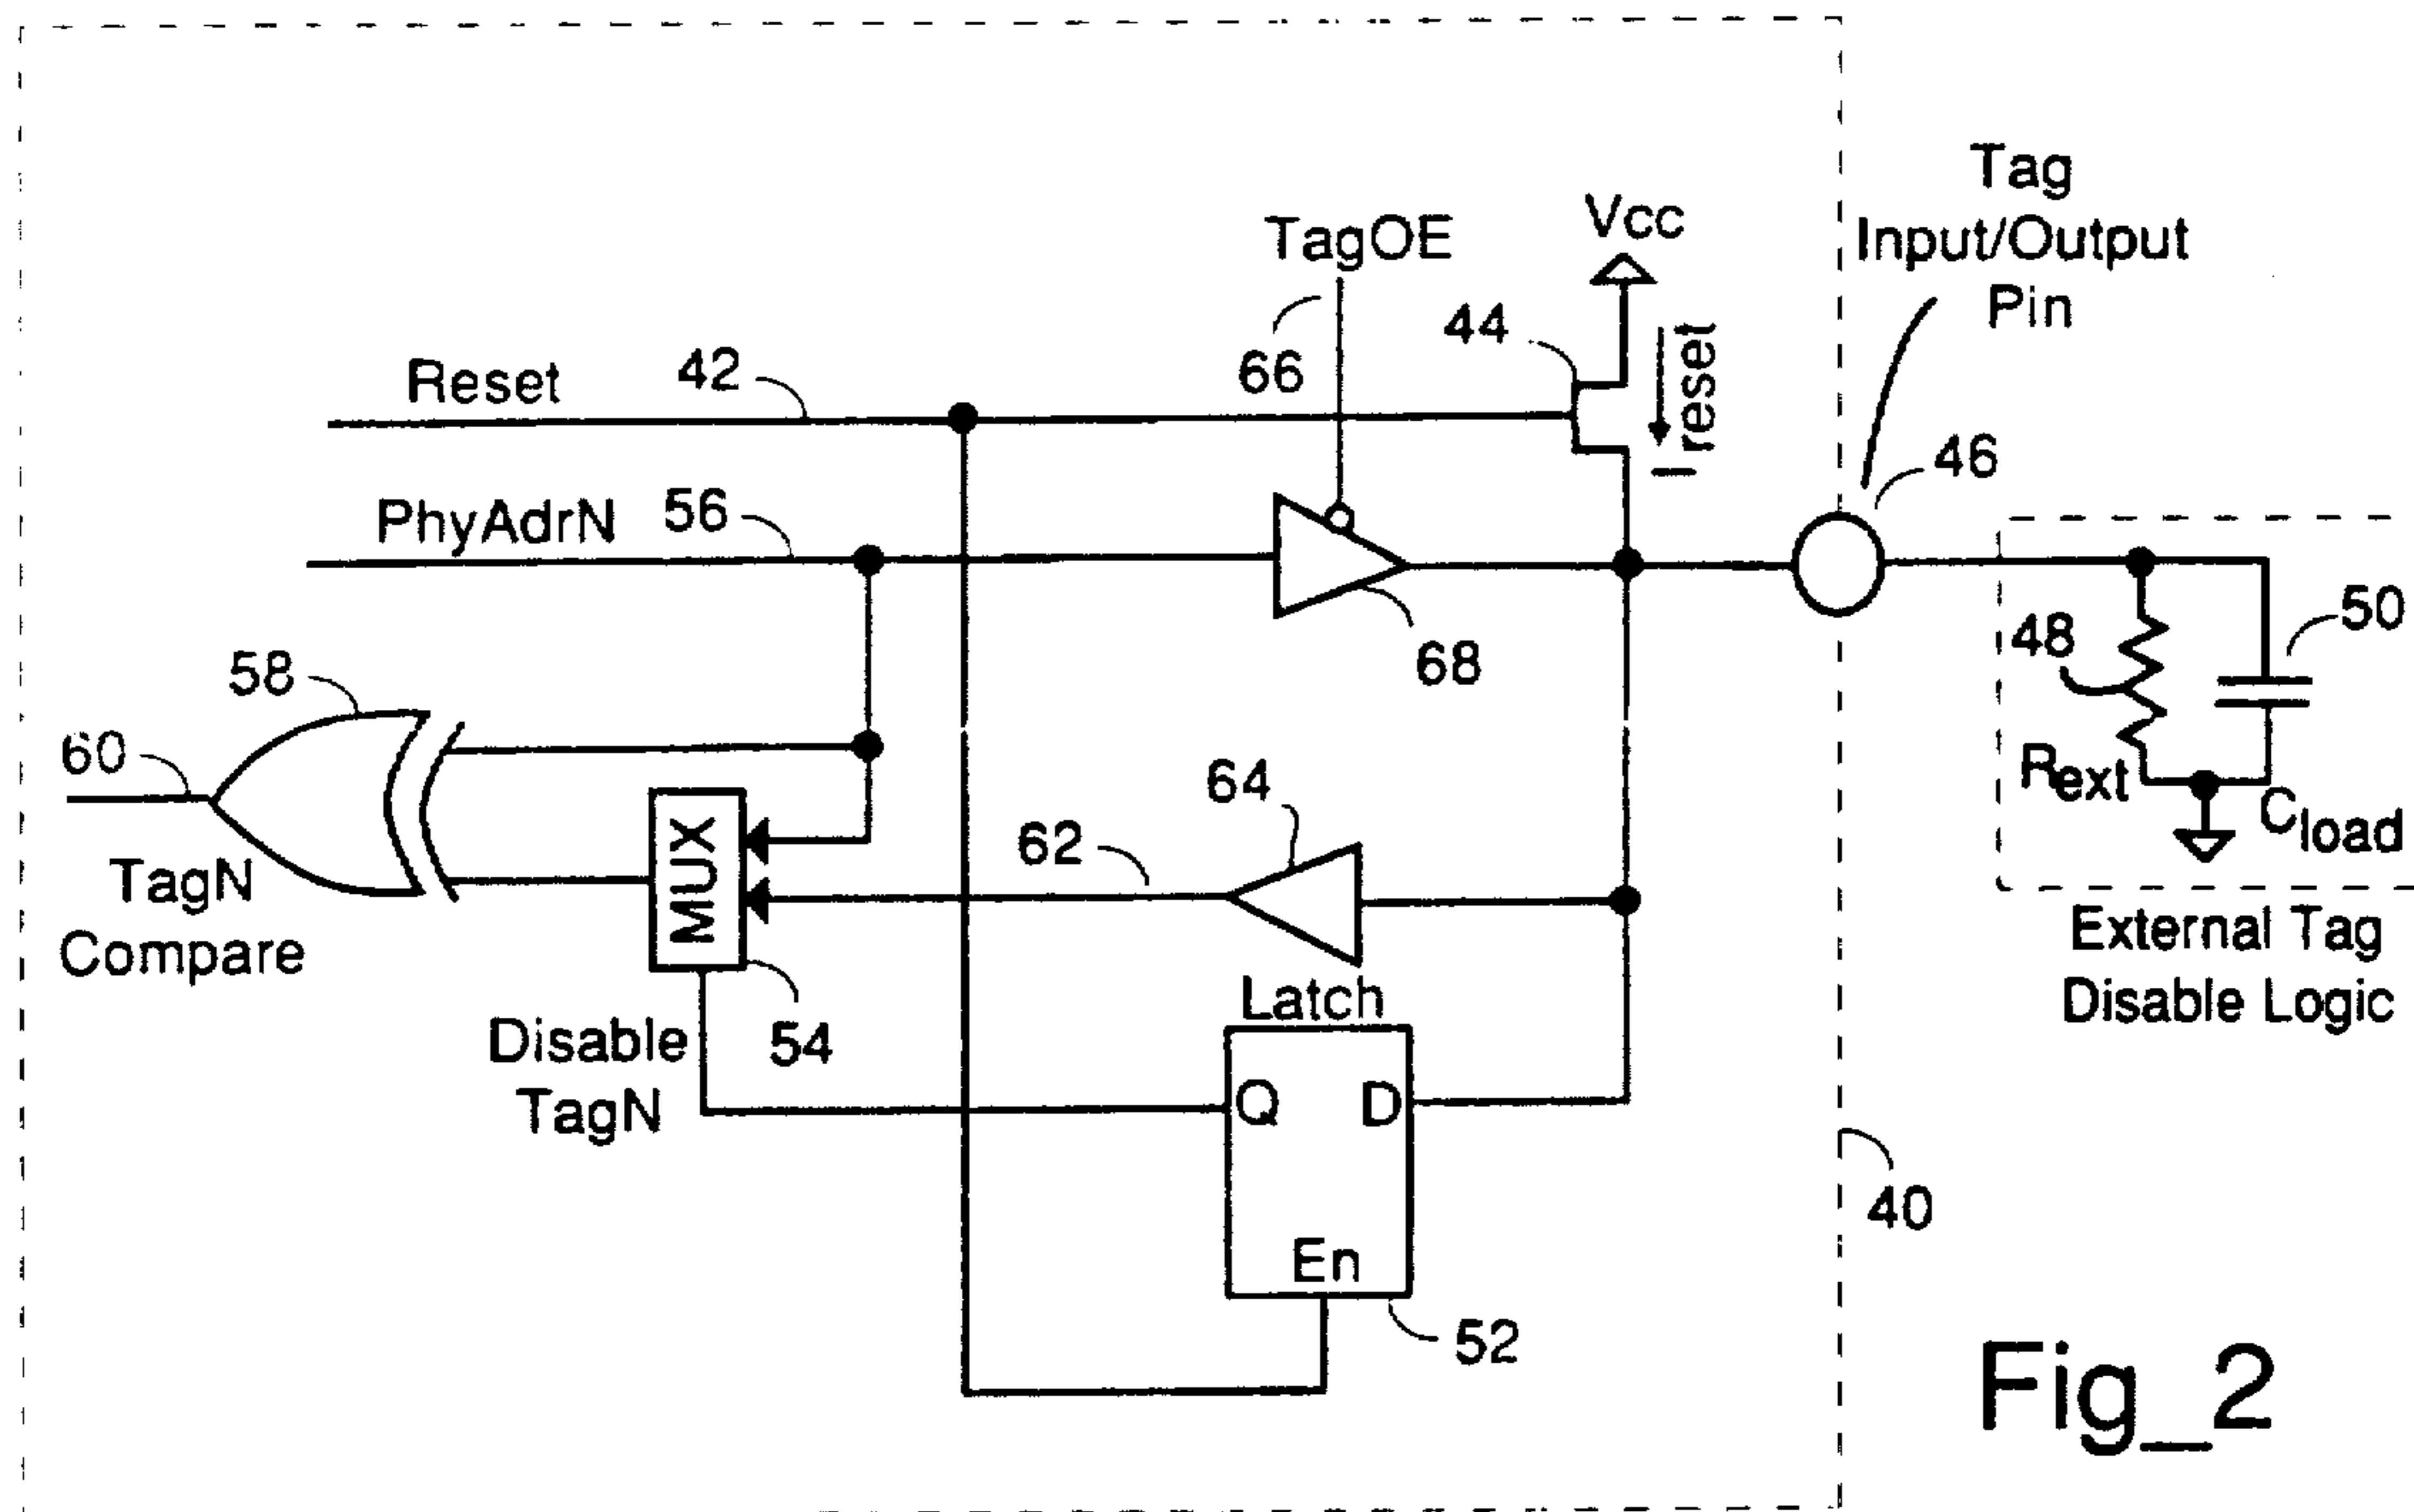 Tag
Input/Output
Pin
TagOE
Vcc
44
66
Ireset
Reset
42
46
PhyAdrN
56
50
48
68
58
60
Rext
Cload
64
62
MUX
TagN
Compare
External Tag
Disable Logic
Latch
Disable
TagN
54
Q
D
40
En
52
Fig_2